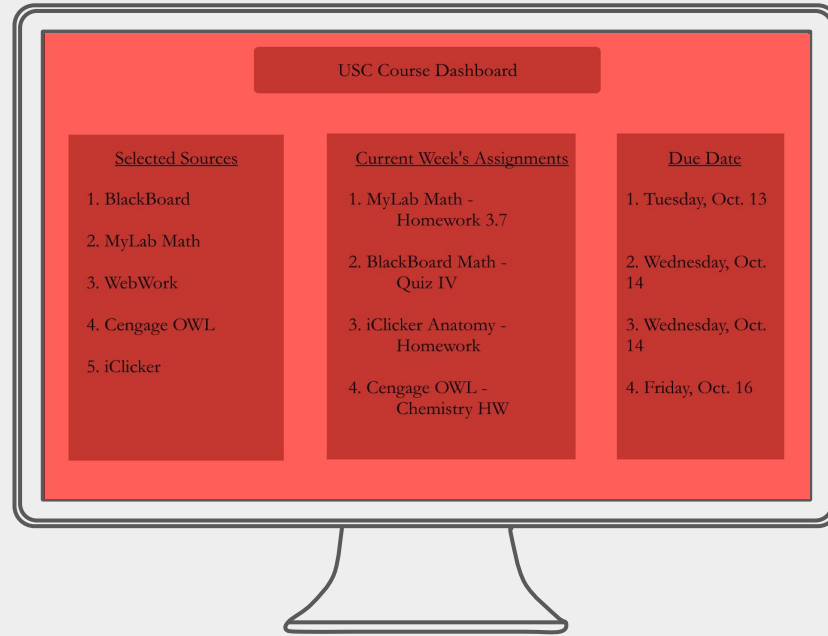 USC Course Dashboard
Selected Sources
1. BlackBoard
2. MyLab Math
3. WebWork
4. Cengage OWL
5. iClicker
Current Week's Assignments
1. MyLab Math -
Homework 3.7
2. BlackBoard Math -
Quiz IV
3. iClicker Anatomy -
Homework
4. Cengage OWL -
Chemistry HW
Due Date
1. Tuesday, Oct. 13
2. Wednesday, Oct.
14
3. Wednesday, Oct.
14
4. Friday, Oct. 16